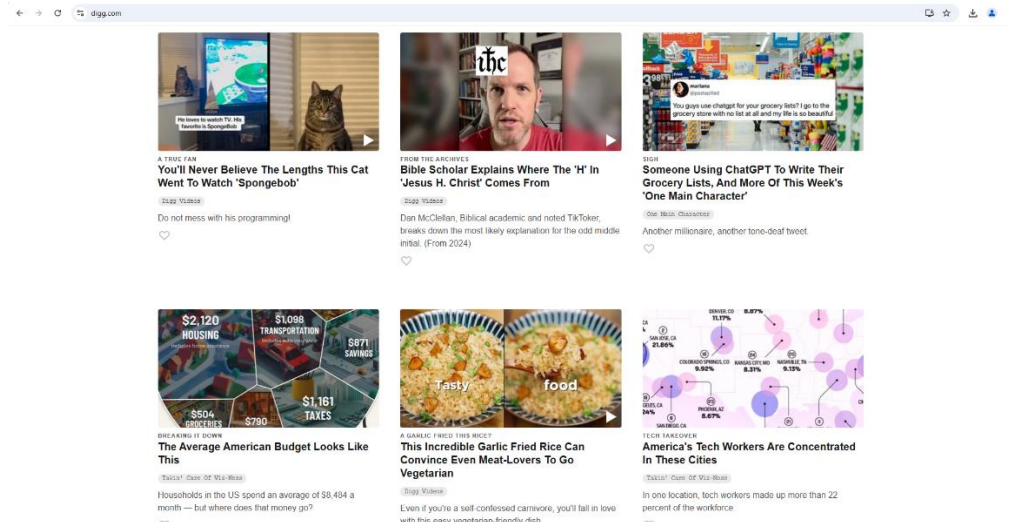 digg.com
He loves to watch TV. His
favorite is SpongeBob
A TRUE FAN
You'll Never Believe The Lengths This Cat
Went To Watch 'Spongebob'
Digg Videos
Do not mess with his programming!
ihc
FROM THE ARCHIVES
Bible Scholar Explains Where The 'H' In
'Jesus H. Christ' Comes From
Digg Videos
Dan McClellan, Biblical academic and noted TikToker,
breaks down the most likely explanation for the odd middle
initial. (From 2024)
mariana
You guys use chatgpt for your grocery lists? I go to the
grocery store with no list at all and my life is so beautiful
SIGH
Someone Using ChatGPT To Write Their
Grocery Lists, And More Of This Week's
'One Main Character'
One Main Character
Another millionaire, another tone-deaf tweet.
$2,120
HOUSING
$1,098
TRANSPORTATION
$871
SAVINGS
$1,161
TAXES
$504
GROCERIES
$790
BREAKING IT DOWN
The Average American Budget Looks Like
This
Takin' Care Of Viz-Ness
Households in the US spend an average of $8,484 a
month — but where does that money go?
Tasty food
A GARLIC FRIED THIS RICE?
This Incredible Garlic Fried Rice Can
Convince Even Meat-Lovers To Go
Vegetarian
Digg Videos
Even if you're a self-confessed carnivore, you'll fall in love
with this easy vegetarian-friendly dish
DENVER, CO
11.17%
8.87%
CA
SAN JOSE, CA
21.86%
COLORADO SPRINGS, CO
9.92%
KANSAS CITY, MO
8.31%
NASHVILLE, TN
9.13%
PHOENIX, AZ
8.67%
SAN DIEGO, CA
TECH TAKEOVER
America's Tech Workers Are Concentrated
In These Cities
Takin' Care Of Viz-Ness
In one location, tech workers made up more than 22
percent of the workforce